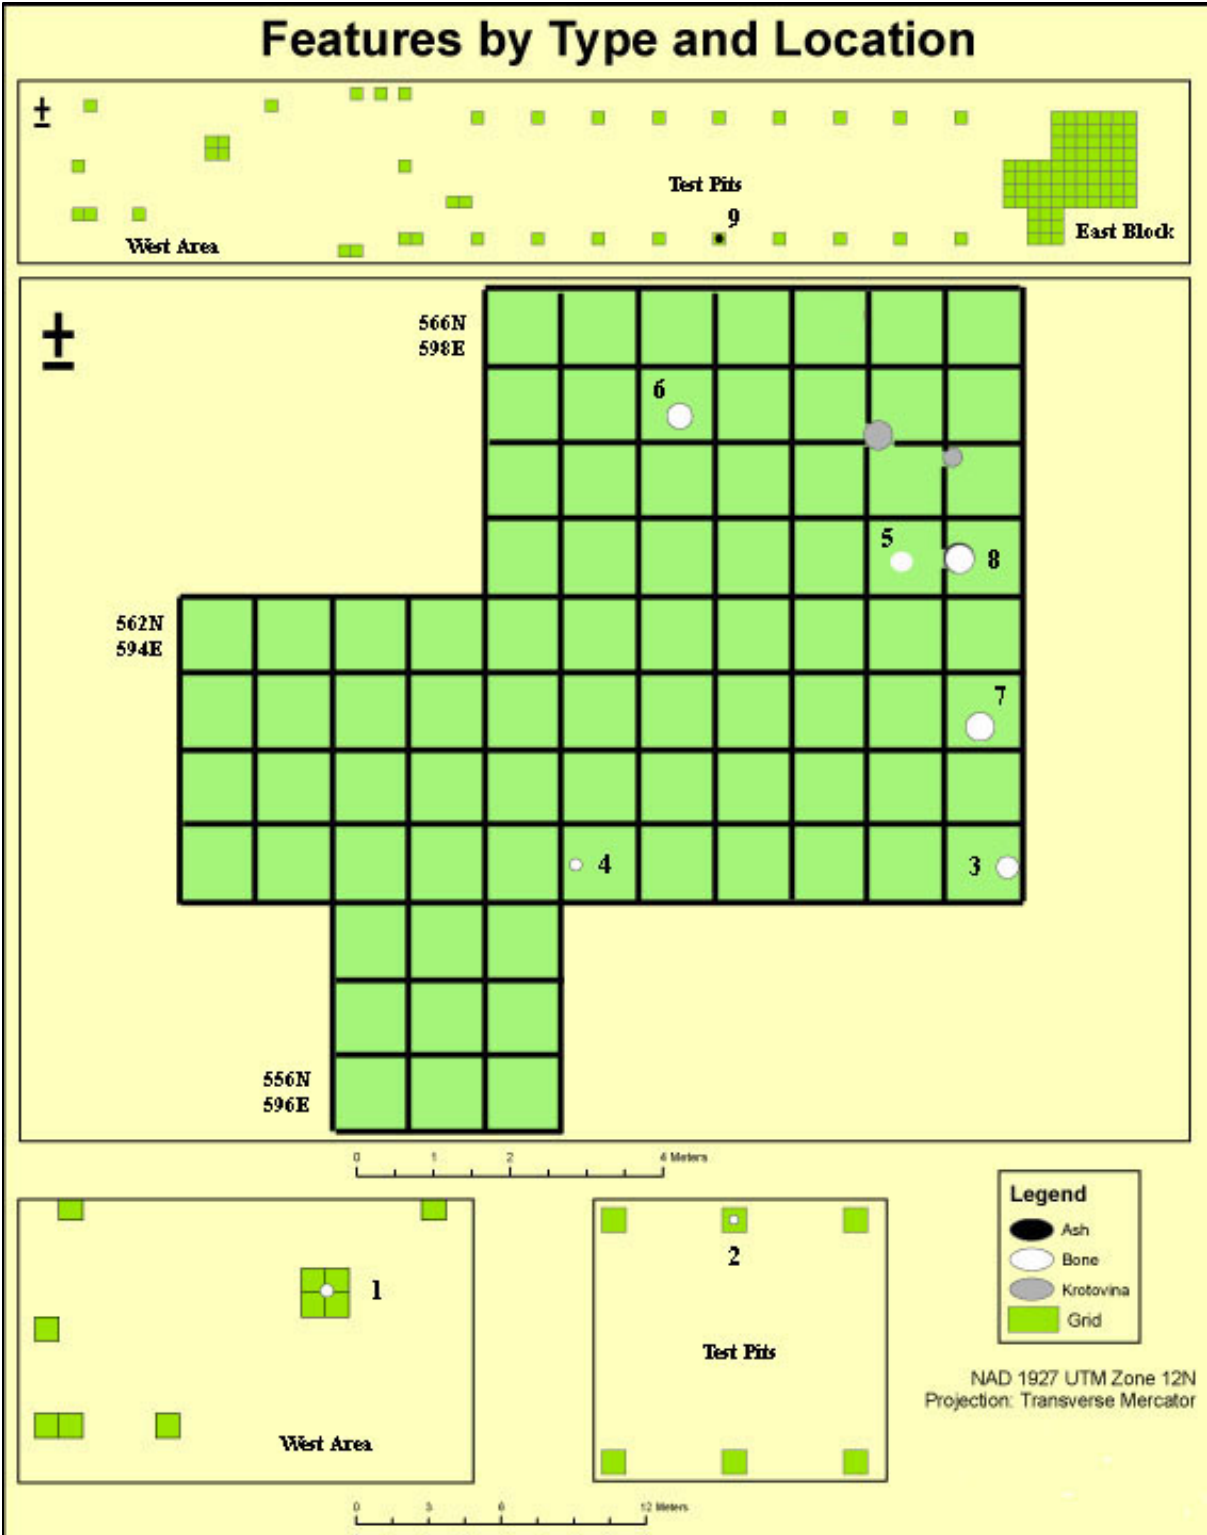 Features by Type and Location
Test Pits
9
West Area
East Block
566N
598E
6
5
8
562N
594E
7
4
3
556N
596E
0 1 2 4 Meters
1
West Area
2
Test Pits
Legend
Ash
Bone
Krotovina
Grid
NAD 1927 UTM Zone 12N
Projection: Transverse Mercator
0 3 6 12 Meters